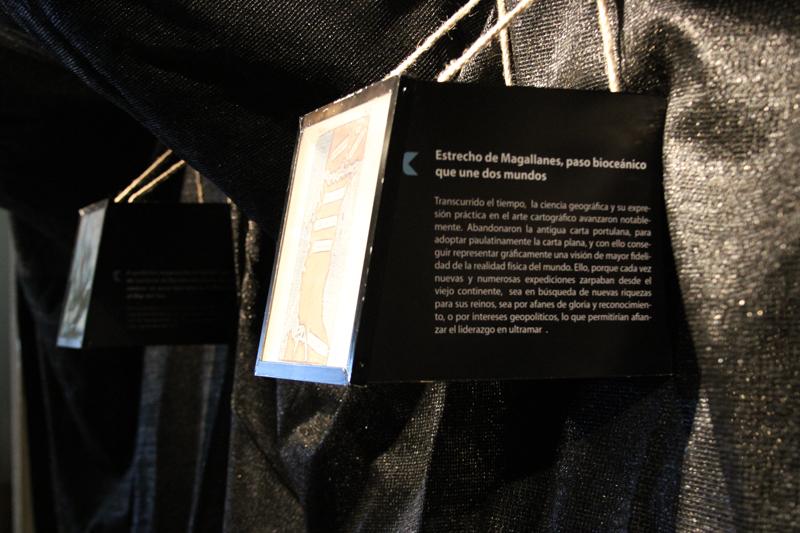 Estrecho de Magallanes, paso bioceánico
que une dos mundos
Transcurrido el tiempo, la ciencia geográfica y su expre-
sión práctica en el arte cartográfico avanzaron notable-
mente. Abandonaron la antigua carta portulana, para
adoptar paulatinamente la carta plana, y con ello conse-
guir representar gráficamente una visión de mayor fideli-
dad de la realidad física del mundo. Ello, porque cada vez
nuevas y numerosas expediciones zarpaban desde el
viejo continente, sea en búsqueda de nuevas riquezas
para sus reinos, sea por afanes de gloria y reconocimien-
to, o por intereses geopolíticos, lo que permitirian afian-
zar el liderazgo en ultramar .